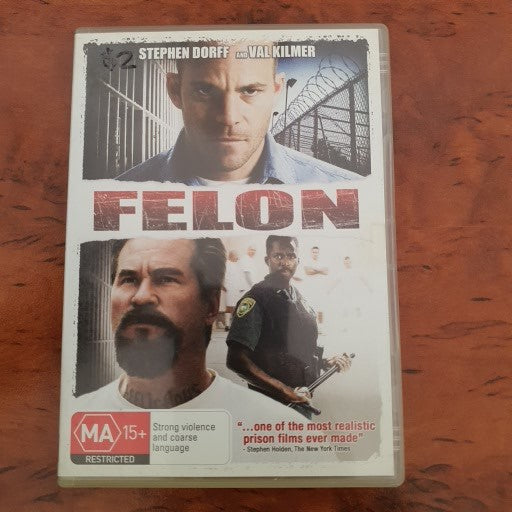 $2
STEPHEN DORFF AND VAL KILMER
FELON
MA 15+
RESTRICTED
Strong violence
and coarse
language
"...one of the most realistic
prison films ever made"
- Stephen Holden, The New York Times